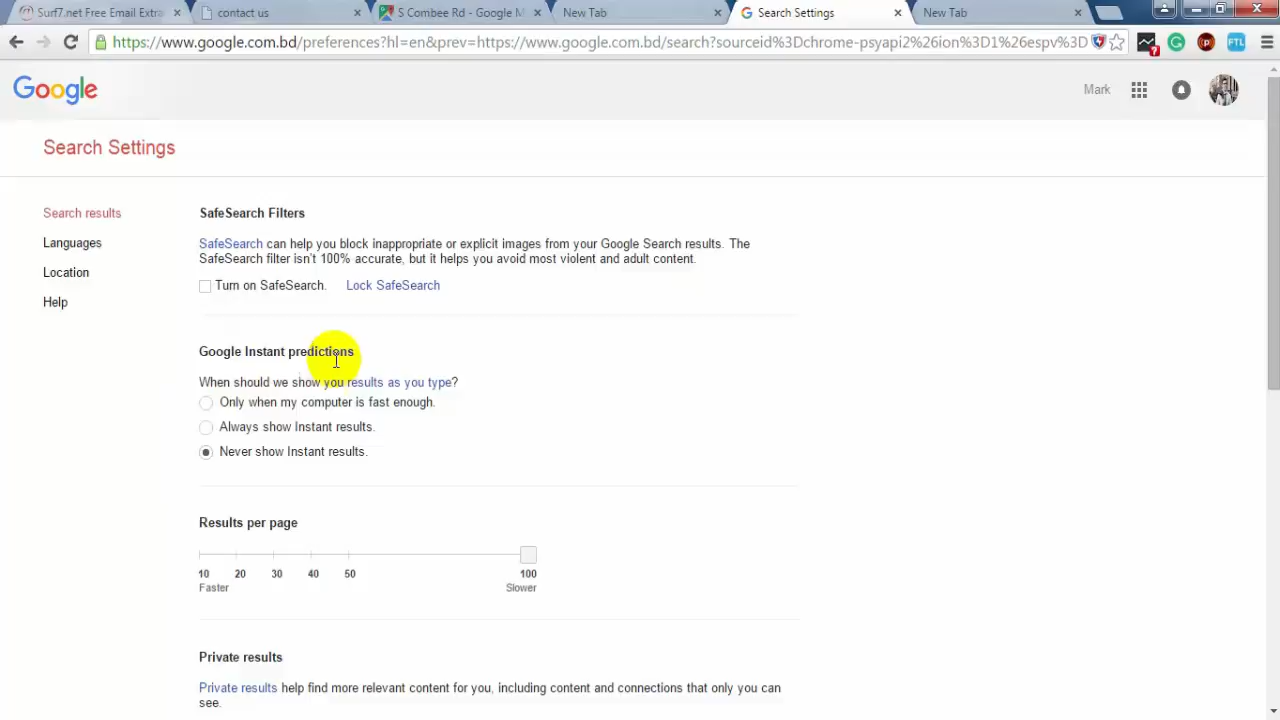 Surf7.net Free Email Extra
contact us
S Combee Rd - Google M
New Tab
Search Settings
New Tab
https://www.google.com.bd/preferences?hl=en&prev=https://www.google.com.bd/search?sourceid%3Dchrome-psyapi2%26ion%3D1%26espv%3D
?
G
FTL
Google
Mark
Search Settings
Search results
Languages
Location
Help
SafeSearch Filters
SafeSearch can help you block inappropriate or explicit images from your Google Search results. The
SafeSearch filter isn't 100% accurate, but it helps you avoid most violent and adult content.
Turn on SafeSearch. Lock SafeSearch
Google Instant predictions
When should we show you results as you type?
Only when my computer is fast enough.
Always show Instant results.
Never show Instant results.
Results per page
10 20 30 40 50 100
Faster Slower
Private results
Private results help find more relevant content for you, including content and connections that only you can
see.